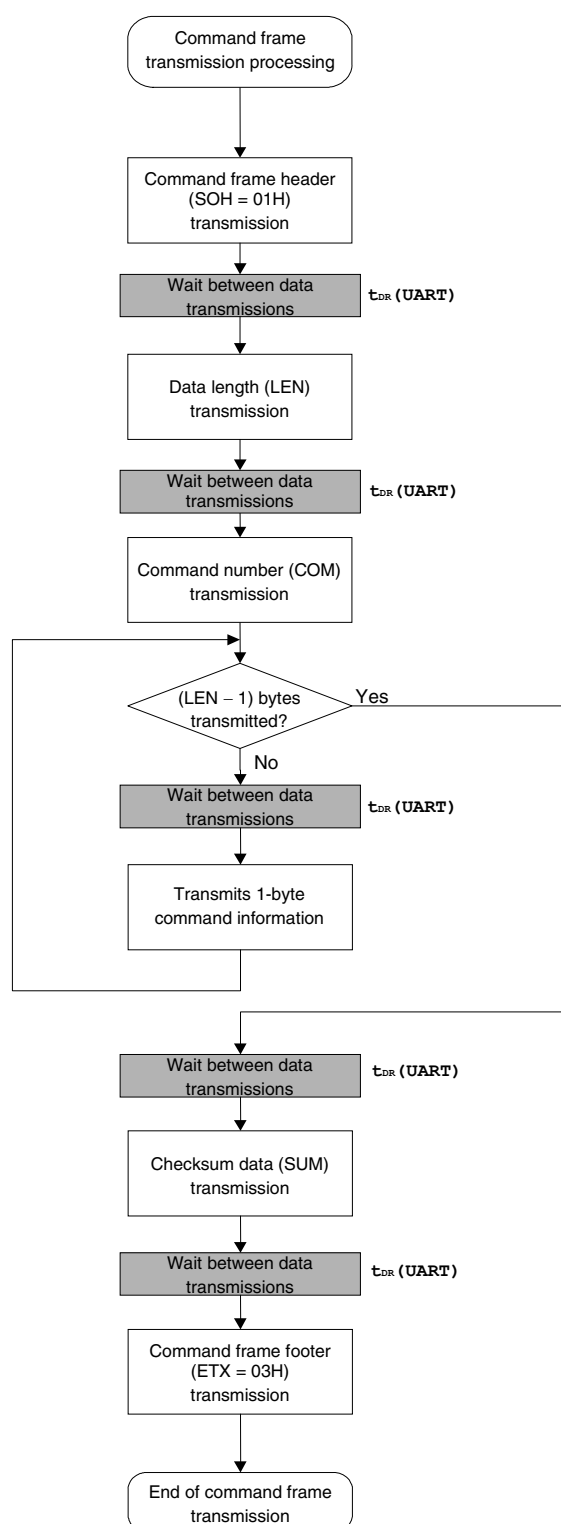 Command frame
transmission processing
Command frame header
(SOH = 01H)
transmission
Wait between data
transmissions
tDR (UART)
Data length (LEN)
transmission
Wait between data
transmissions
tDR (UART)
Command number (COM)
transmission
(LEN – 1) bytes
transmitted?
Yes
No
Wait between data
transmissions
tDR (UART)
Transmits 1-byte
command information
Wait between data
transmissions
tDR (UART)
Checksum data (SUM)
transmission
Wait between data
transmissions
tDR (UART)
Command frame footer
(ETX = 03H)
transmission
End of command frame
transmission